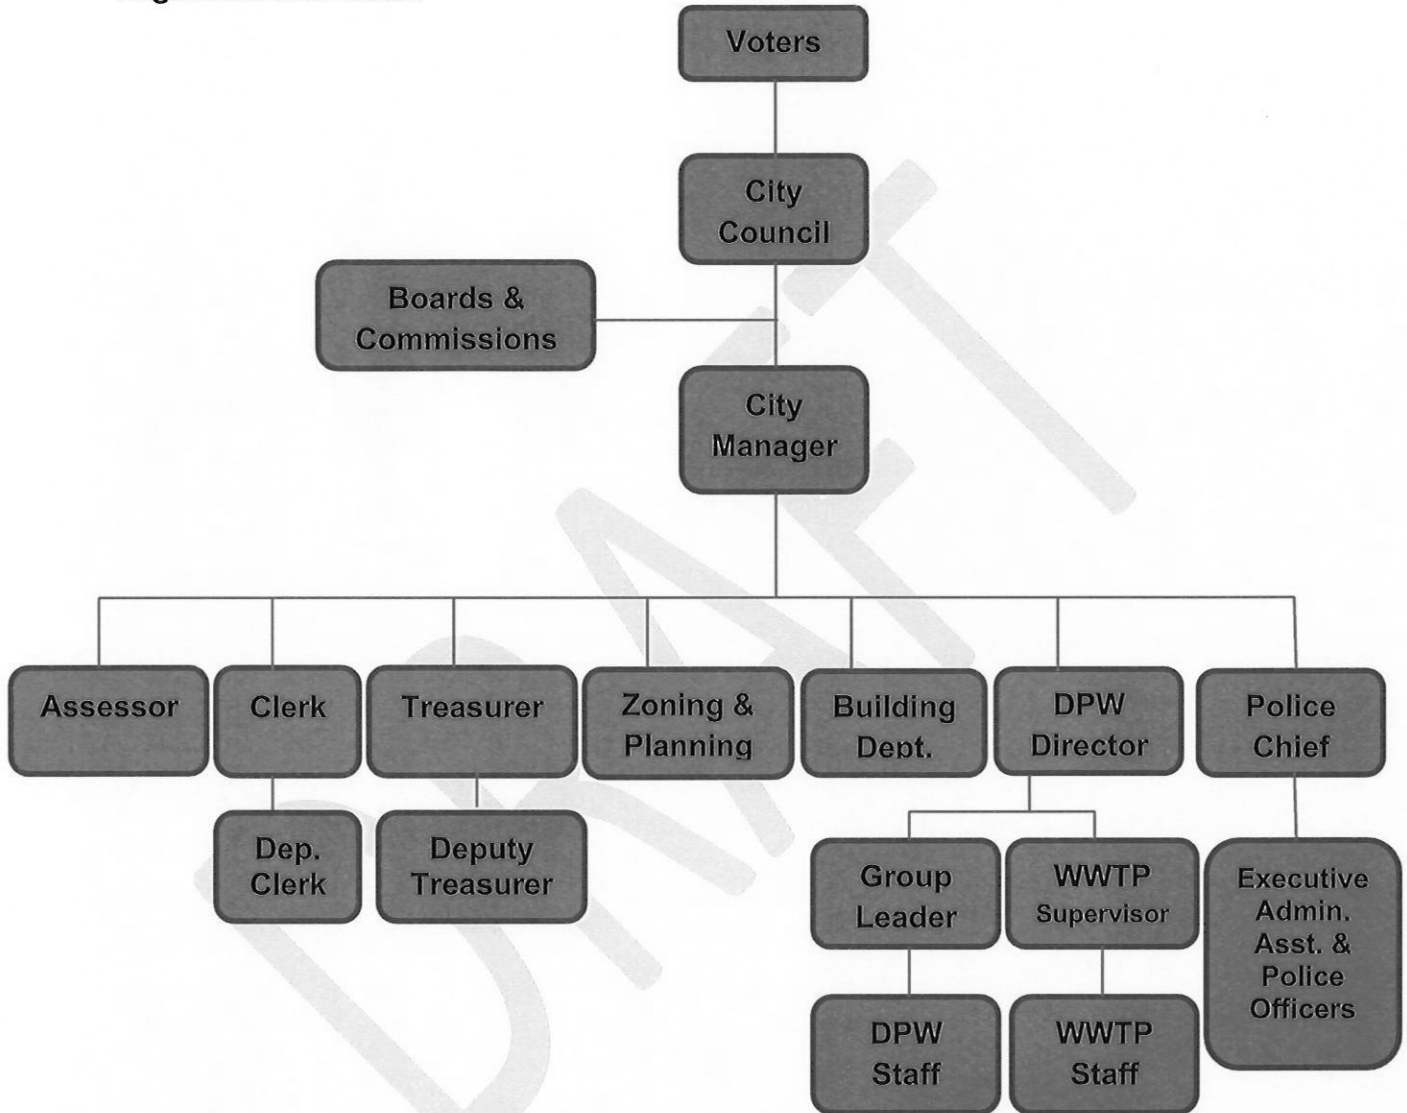 Voters
City
Council
Boards &
Commissions
City
Manager
Assessor
Clerk
Treasurer
Zoning &
Planning
Building
Dept.
DPW
Director
Police
Chief
Dep.
Clerk
Deputy
Treasurer
Group
Leader
WWTP
Supervisor
Executive
Admin.
Asst. &
Police
Officers
DPW
Staff
WWTP
Staff
DRAFT